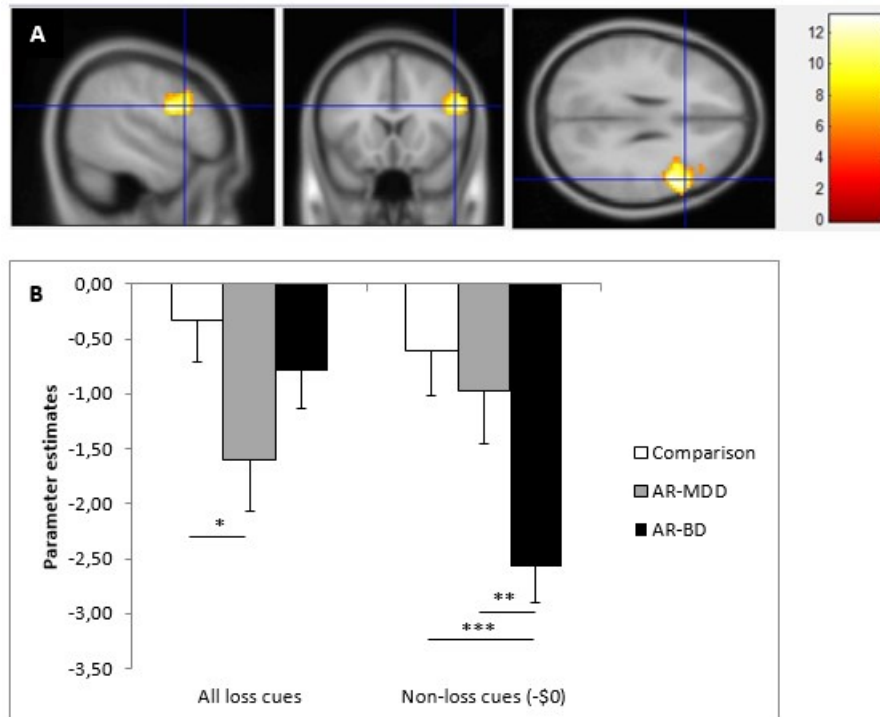 A
12
10
8
6
4
2
0
B
0,00
-0,50
-1,00
-1,50
-2,00
-2,50
-3,00
-3,50
Parameter estimates
*
**
***
Comparison
AR-MDD
AR-BD
All loss cues
Non-loss cues (-$0)